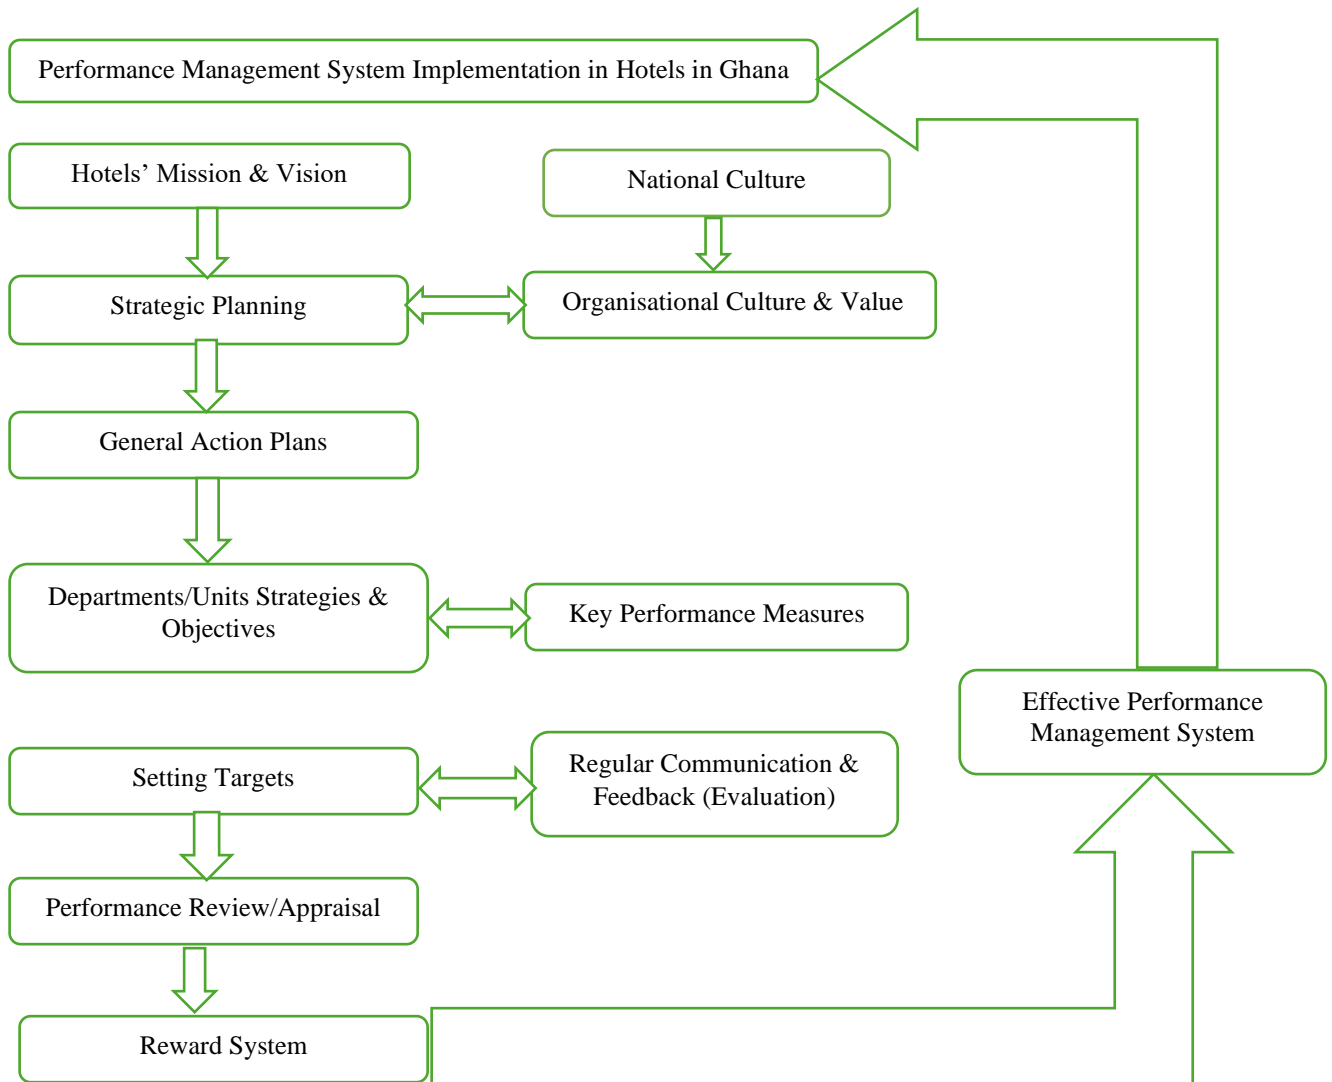 Performance Management System Implementation in Hotels in Ghana
Hotels’ Mission & Vision
National Culture
Strategic Planning
Organisational Culture & Value
General Action Plans
Departments/Units Strategies &
Objectives
Key Performance Measures
Effective Performance
Management System
Setting Targets
Regular Communication &
Feedback (Evaluation)
Performance Review/Appraisal
Reward System